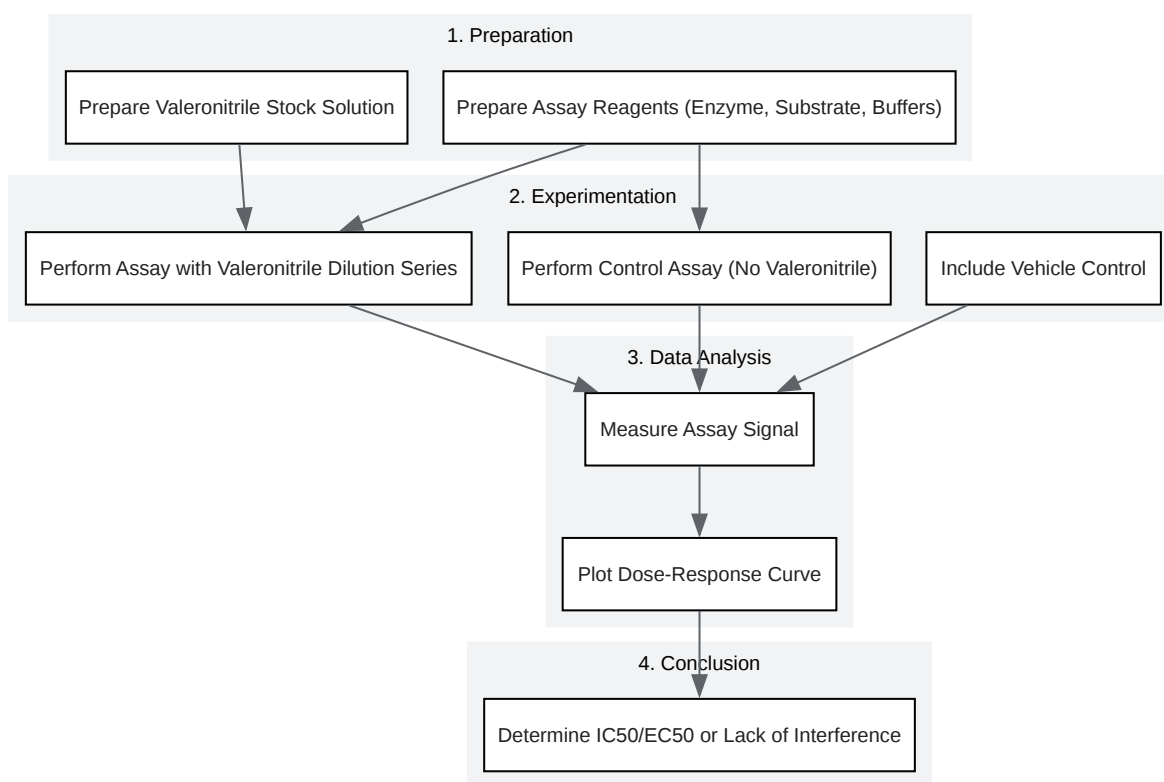 1. Preparation
Prepare Valeronitrile Stock Solution
Prepare Assay Reagents (Enzyme, Substrate, Buffers)
2. Experimentation
Perform Assay with Valeronitrile Dilution Series
Perform Control Assay (No Valeronitrile)
Include Vehicle Control
3. Data Analysis
Measure Assay Signal
Plot Dose-Response Curve
4. Conclusion
Determine IC50/EC50 or Lack of Interference